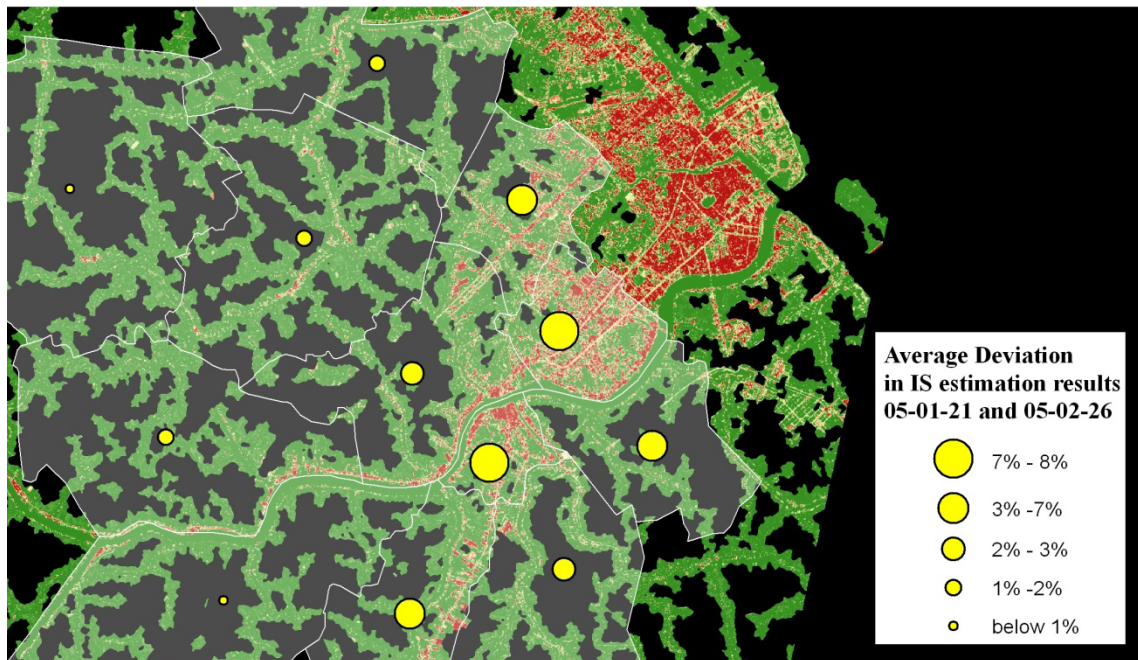 Average Deviation
in IS estimation results
05-01-21 and 05-02-26
7% - 8%
3% -7%
2% - 3%
1% -2%
below 1%